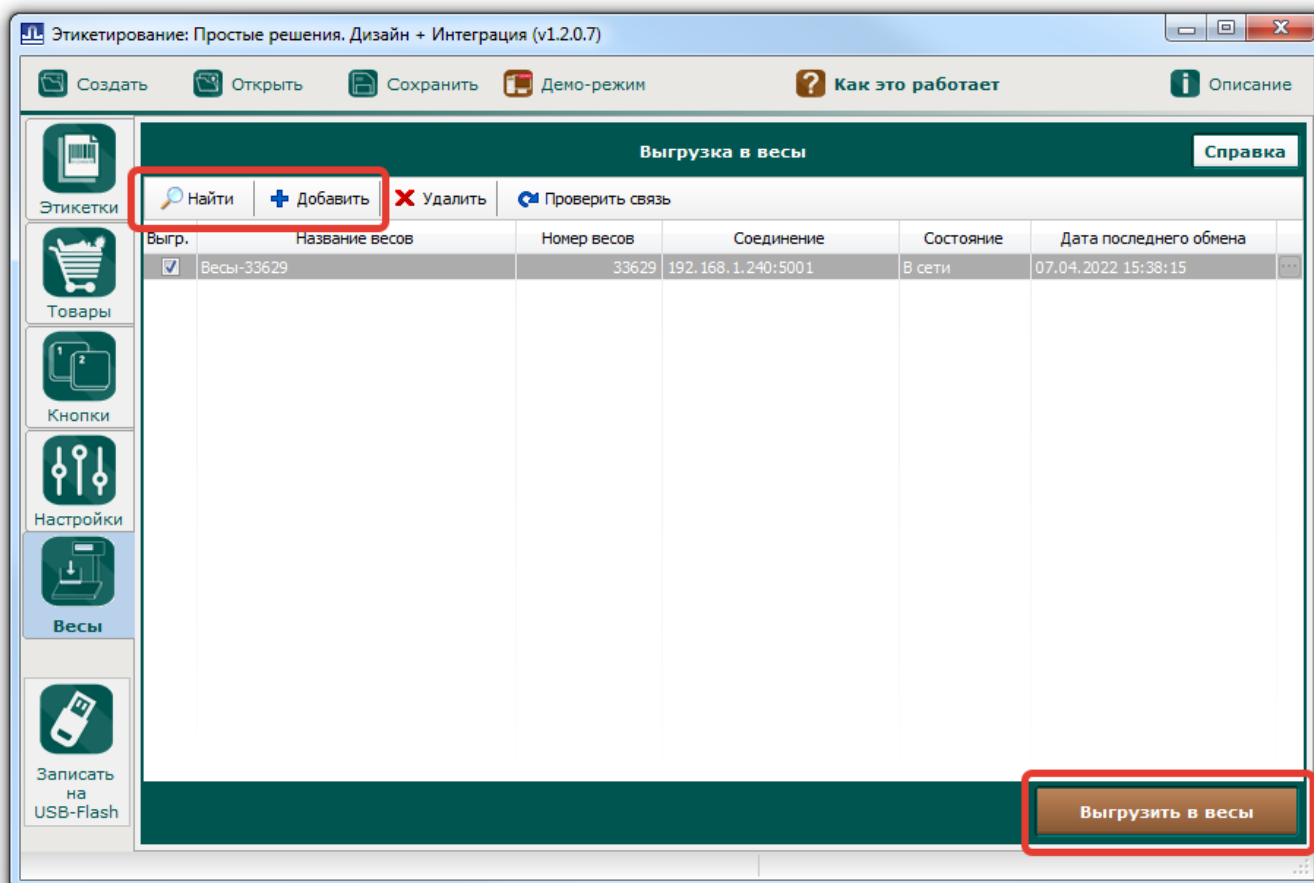 Этикетирование: Простые решения. Дизайн + Интеграция (v1.2.0.7)
Создать Открыть Сохранить Демо-режим Как это работает Описание
Выгрузка в весы Справка
Этикетки
Найти Добавить Удалить Проверить связь
Выгр. Название весов Номер весов Соединение Состояние Дата последнего обмена
Весы-33629 33629 192.168.1.240:5001 В сети 07.04.2022 15:38:15
Товары
1 2
Кнопки
Настройки
Весы
Записать
на
USB-Flash
Выгрузить в весы